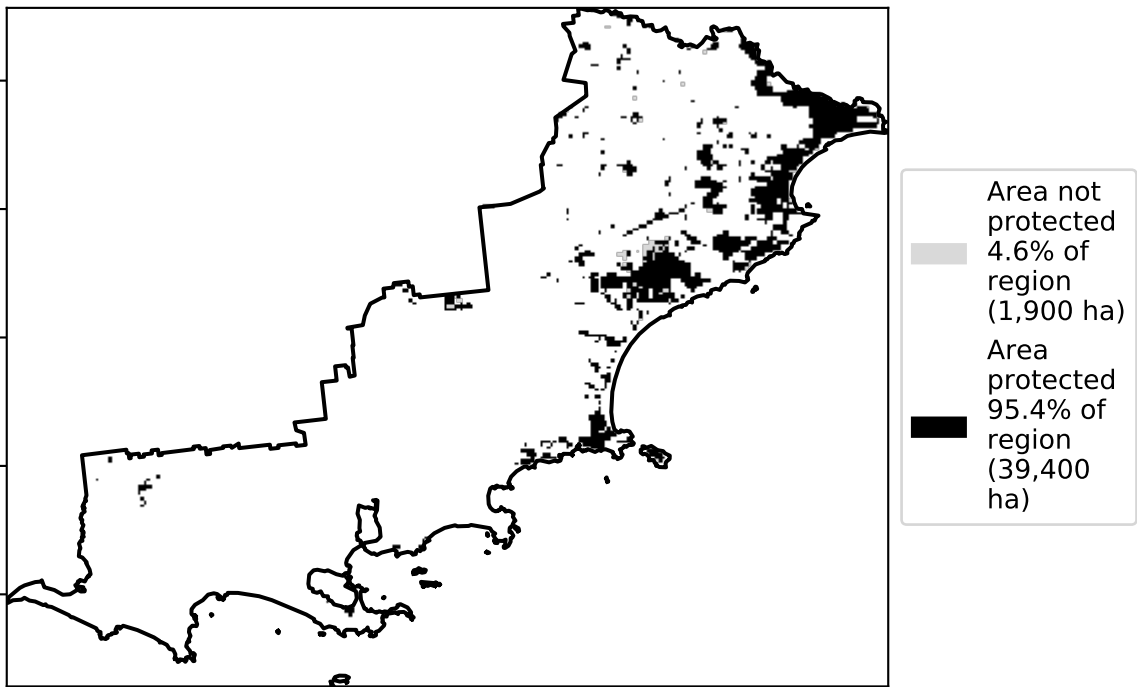 Area not
protected
4.6% of
region
(1,900 ha)
Area
protected
95.4% of
region
(39,400
ha)